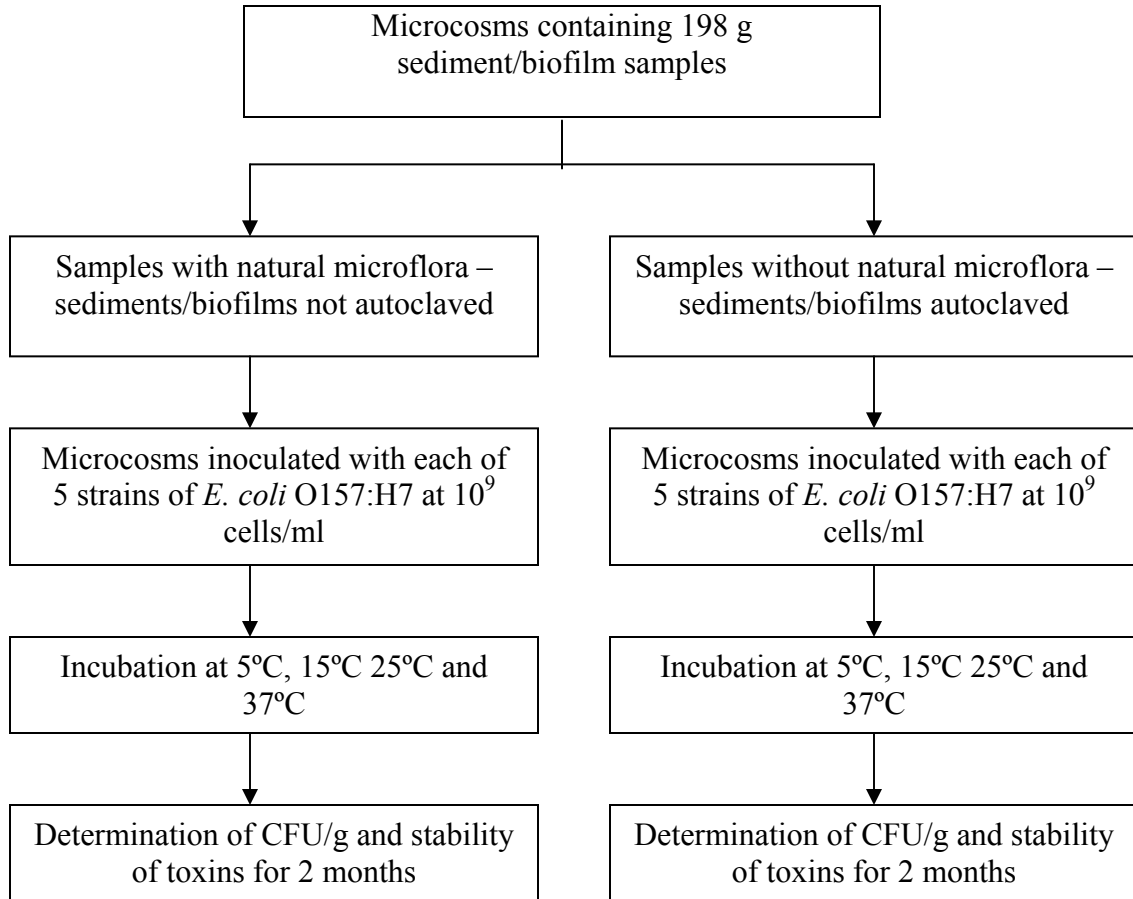 Microcosms containing 198 g
sediment/biofilm samples
Samples with natural microflora –
sediments/biofilms not autoclaved
Samples without natural microflora –
sediments/biofilms autoclaved
Microcosms inoculated with each of
5 strains of E. coli O157:H7 at 10⁹
cells/ml
Microcosms inoculated with each of
5 strains of E. coli O157:H7 at 10⁹
cells/ml
Incubation at 5ºC, 15ºC 25ºC and
37ºC
Incubation at 5ºC, 15ºC 25ºC and
37ºC
Determination of CFU/g and stability
of toxins for 2 months
Determination of CFU/g and stability
of toxins for 2 months